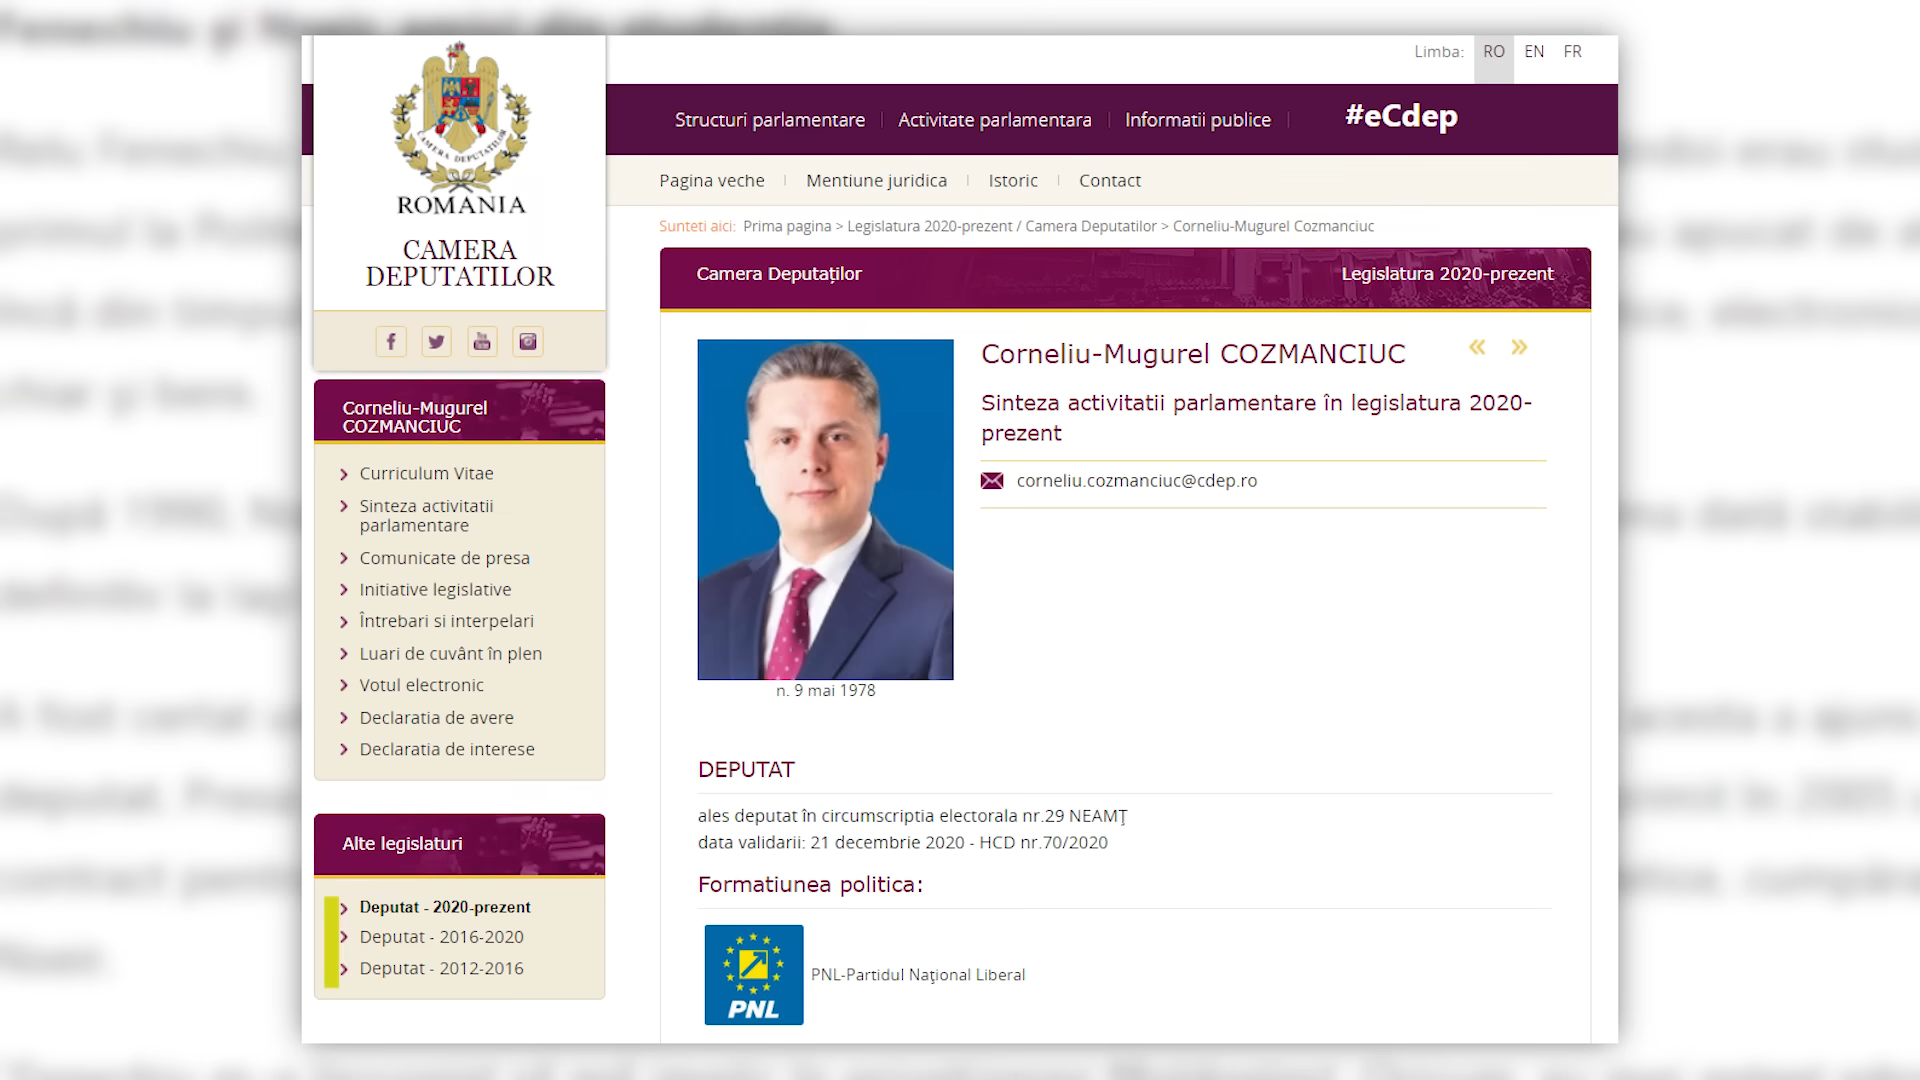 Limba: RO EN FR
Structuri parlamentare Activitate parlamentara Informatii publice #eCdep
CAMERA DEPUTATILOR
ROMANIA
CAMERA
DEPUTATILOR
Pagina veche Mentiune juridica Istoric Contact
Sunteti aici: Prima pagina > Legislatura 2020-prezent / Camera Deputatilor > Corneliu-Mugurel Cozmanciuc
Camera Deputaților Legislatura 2020-prezent
Corneliu-Mugurel
COZMANCIUC
Curriculum Vitae
Sinteza activitatii
parlamentare
Comunicate de presa
Initiative legislative
Întrebari si interpelari
Luari de cuvânt în plen
Votul electronic
Declaratia de avere
Declaratia de interese
Alte legislaturi
Deputat - 2020-prezent
Deputat - 2016-2020
Deputat - 2012-2016
Corneliu-Mugurel COZMANCIUC « »
Sinteza activitatii parlamentare în legislatura 2020-
prezent
corneliu.cozmanciuc@cdep.ro
n. 9 mai 1978
DEPUTAT
ales deputat în circumscriptia electorala nr.29 NEAMŢ
data validarii: 21 decembrie 2020 - HCD nr.70/2020
Formatiunea politica:
PNL
PNL-Partidul Naţional Liberal